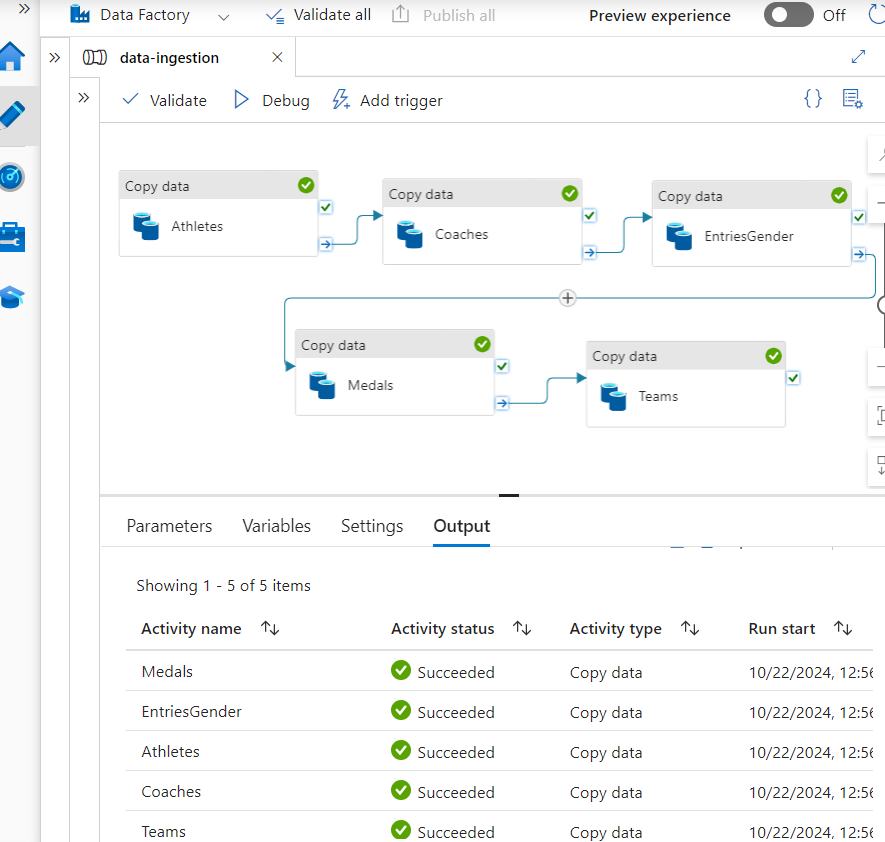 Data Factory Validate all Publish all Preview experience Off
data-ingestion
Validate Debug Add trigger {}
Copy data
Athletes
Copy data
Coaches
Copy data
EntriesGender
Copy data
Medals
Copy data
Teams
Parameters Variables Settings Output
Showing 1 - 5 of 5 items
Activity name Activity status Activity type Run start
Medals Succeeded Copy data 10/22/2024, 12:56
EntriesGender Succeeded Copy data 10/22/2024, 12:56
Athletes Succeeded Copy data 10/22/2024, 12:56
Coaches Succeeded Copy data 10/22/2024, 12:56
Teams Succeeded Copy data 10/22/2024, 12:56